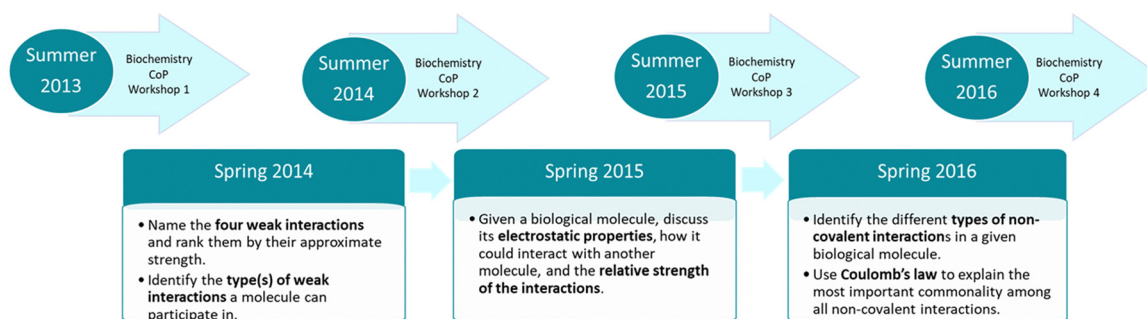 Summer
2013
Biochemistry
CoP
Workshop 1
Summer
2014
Biochemistry
CoP
Workshop 2
Summer
2015
Biochemistry
CoP
Workshop 3
Summer
2016
Biochemistry
CoP
Workshop 4
Spring 2014
• Name the four weak interactions
and rank them by their approximate
strength.
• Identify the type(s) of weak
interactions a molecule can
participate in.
Spring 2015
• Given a biological molecule, discuss
its electrostatic properties, how it
could interact with another
molecule, and the relative strength
of the interactions.
Spring 2016
• Identify the different types of non-
covalent interactions in a given
biological molecule.
• Use Coulomb's law to explain the
most important commonality among
all non-covalent interactions.